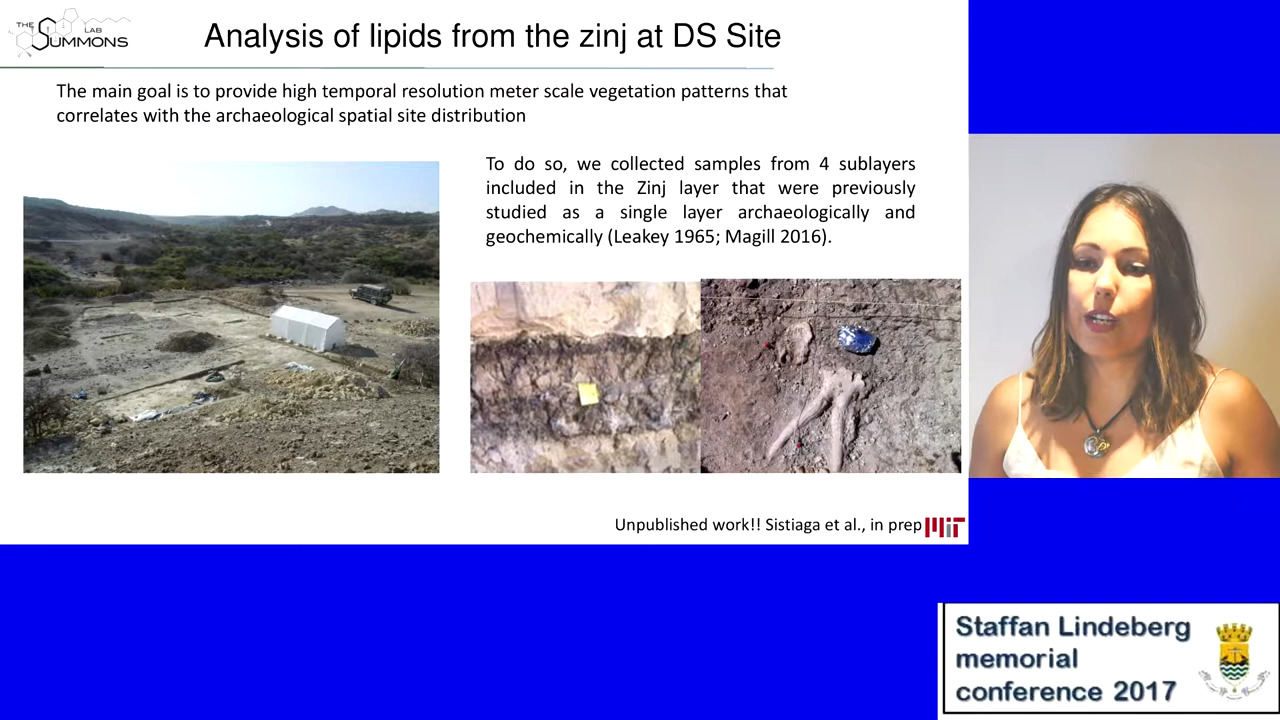 THE
SUMMONS
LAB
Analysis of lipids from the zinj at DS Site
The main goal is to provide high temporal resolution meter scale vegetation patterns that
correlates with the archaeological spatial site distribution
To do so, we collected samples from 4 sublayers
included in the Zinj layer that were previously
studied as a single layer archaeologically and
geochemically (Leakey 1965; Magill 2016).
Unpublished work!! Sistiaga et al., in prep
MIT
Staffan Lindeberg
memorial
conference 2017